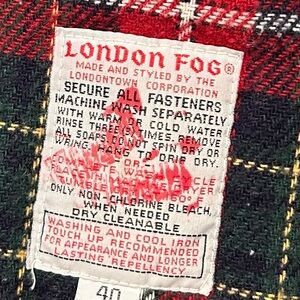 LONDON FOG®
MADE AND STYLED BY THE
LONDONTOWN CORPORATION
SECURE ALL FASTENERS
MACHINE WASH SEPARATELY
WITH WARM OR COLD WATER
RINSE THREE (3) TIMES. REMOVE
ALL SOAPS. DO NOT SPIN DRY OR
WRING. HANG TO DRIP DRY.
ONLY NON-CHLORINE BLEACH,
WHEN NEEDED
DRY CLEANABLE
WASHING AND COOL IRON
TOUCH UP RECOMMENDED
FOR APPEARANCE AND LONGER
LASTING REPELLENCY
40